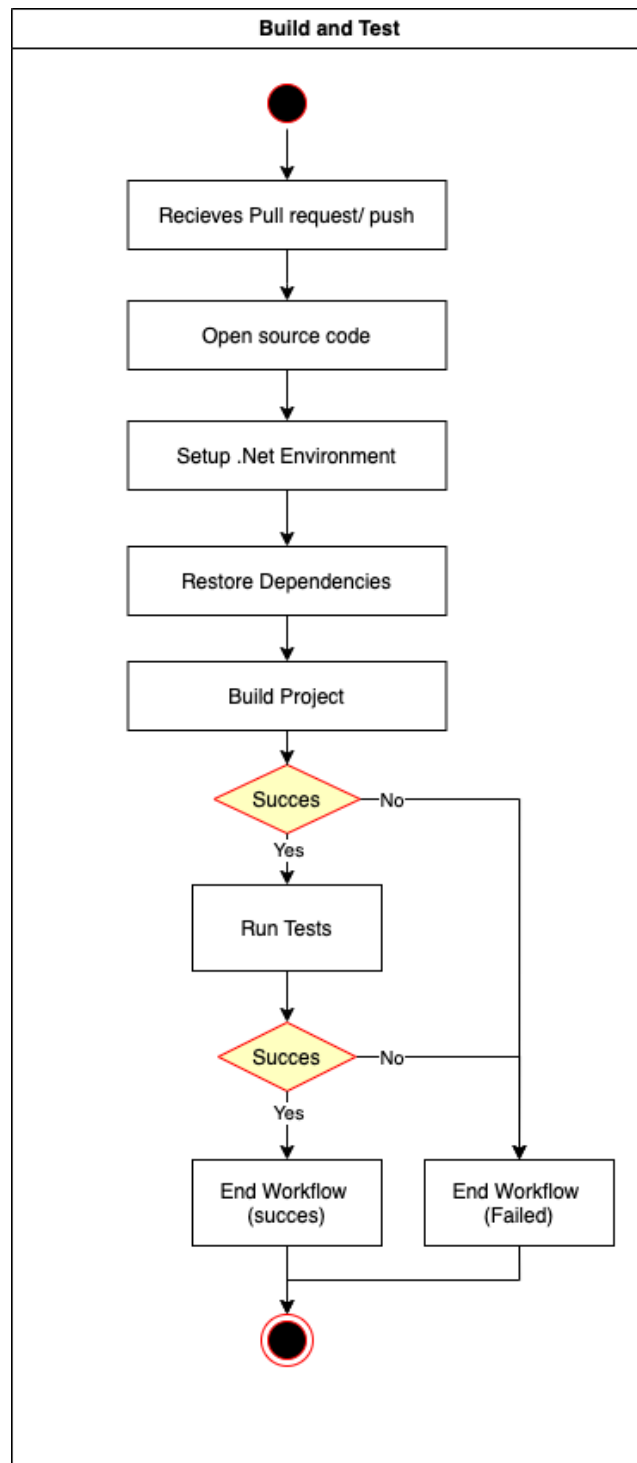 Build and Test
Recieves Pull request/ push
Open source code
Setup .Net Environment
Restore Dependencies
Build Project
Succes
No
Yes
Run Tests
Succes
No
Yes
End Workflow
(succes)
End Workflow
(Failed)